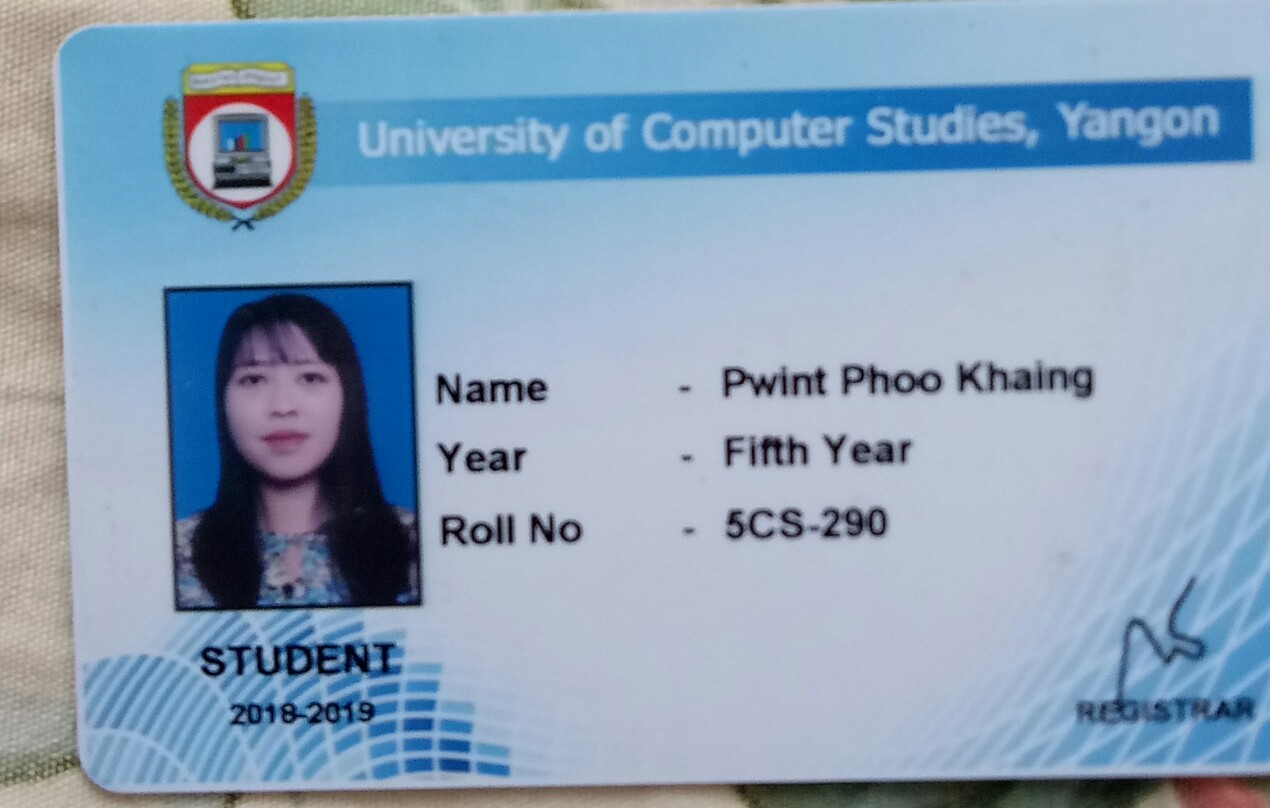 University of Computer Studies, Yangon
Name - Pwint Phoo Khaing
Year - Fifth Year
Roll No - 5CS-290
STUDENT
2018-2019
REGISTRAR